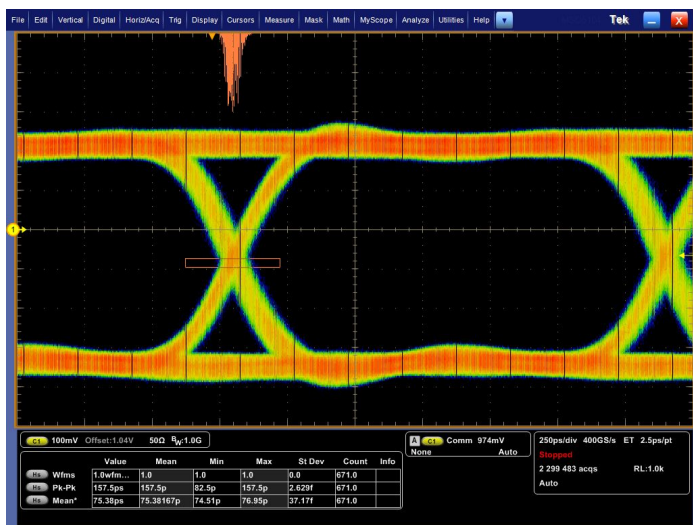 File Edit Vertical Digital Horiz/Acq Trig Display Cursors Measure Mask Math MyScope Analyze Utilities Help Tek X
1
C1 100mV Offset:1.04V 50Ω BW:1.0G
A C1 Comm 974mV
None Auto
250ps/div 400GS/s ET 2.5ps/pt
Stopped
2 299 483 acqs RL:1.0k
Auto
Value Mean Min Max St Dev Count Info
Hs Wfms 1.0wfm... 1.0 1.0 1.0 0.0 671.0
Hs Pk-Pk 157.5ps 157.5p 82.5p 157.5p 2.629f 671.0
Hs Mean* 75.38ps 75.38167p 74.51p 76.95p 37.17f 671.0